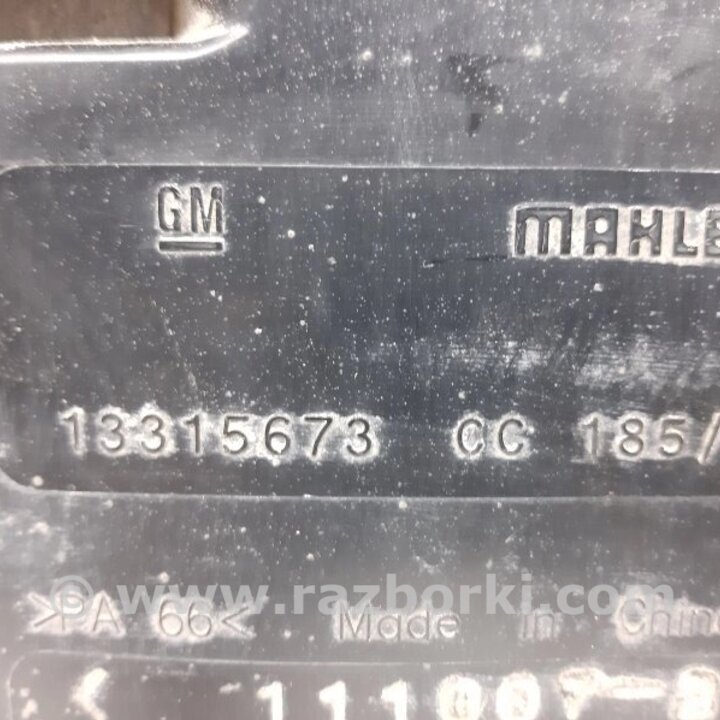 GM MAHLE
13315673 CC 185/
© www.razborki.com
>PA 66< Made in China